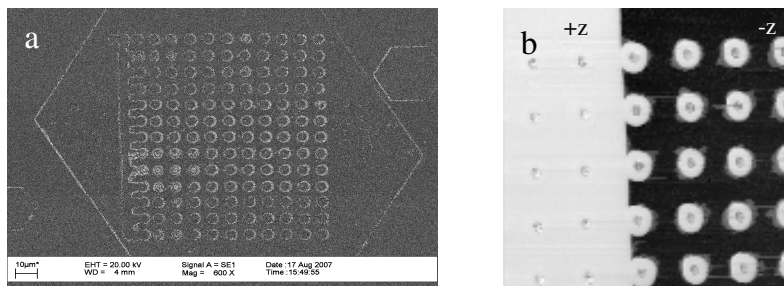 a
10µm*
EHT = 20.00 kV
WD = 4 mm
Signal A = SE1
Mag = 600 X
Date :17 Aug 2007
Time :15:49:55
b
+z
-z